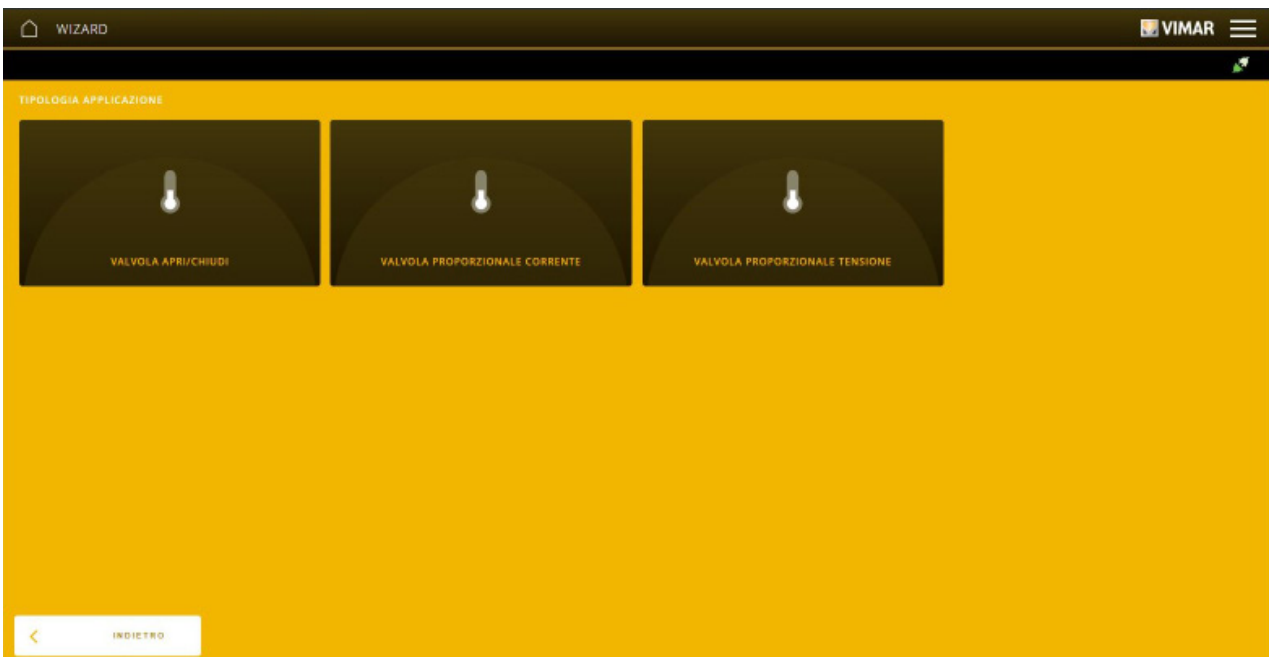 WIZARD
VIMAR
TIPOLOGIA APPLICAZIONE
VALVOLA APRI/CHIUDI
VALVOLA PROPORZIONALE CORRENTE
VALVOLA PROPORZIONALE TENSIONE
INDIETRO